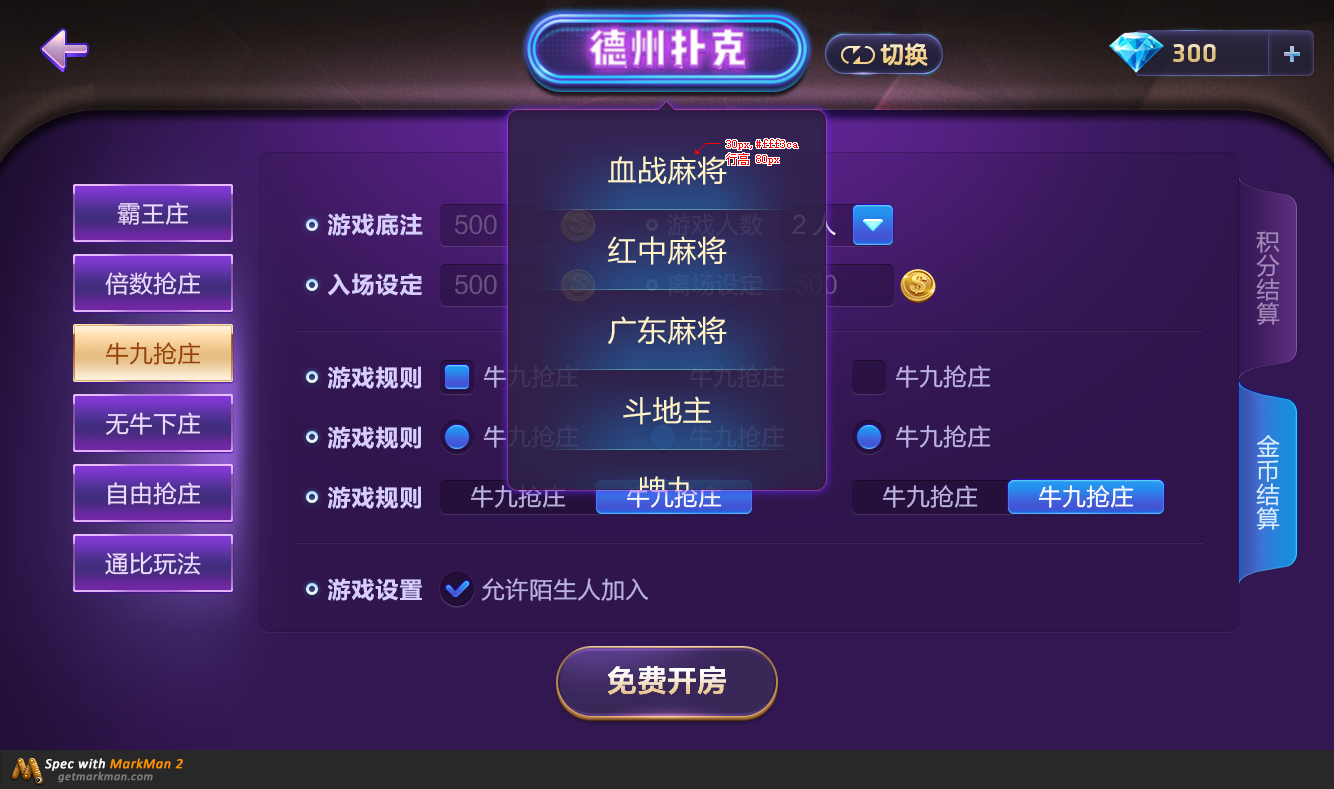 德州扑克
切换
300
+
30px,#fff3ca
行高 80px
血战麻将
红中麻将
广东麻将
斗地主
牌九
霸王庄
倍数抢庄
牛九抢庄
无牛下庄
自由抢庄
通比玩法
游戏底注 500 游戏人数 2人
入场设定 500 离场设定 500
游戏规则 牛九抢庄 牛九抢庄 牛九抢庄
游戏规则 牛九抢庄 牛九抢庄 牛九抢庄
游戏规则 牛九抢庄 牛九抢庄 牛九抢庄 牛九抢庄
游戏设置 允许陌生人加入
积分结算
金币结算
免费开房
Spec with MarkMan 2
getmarkman.com